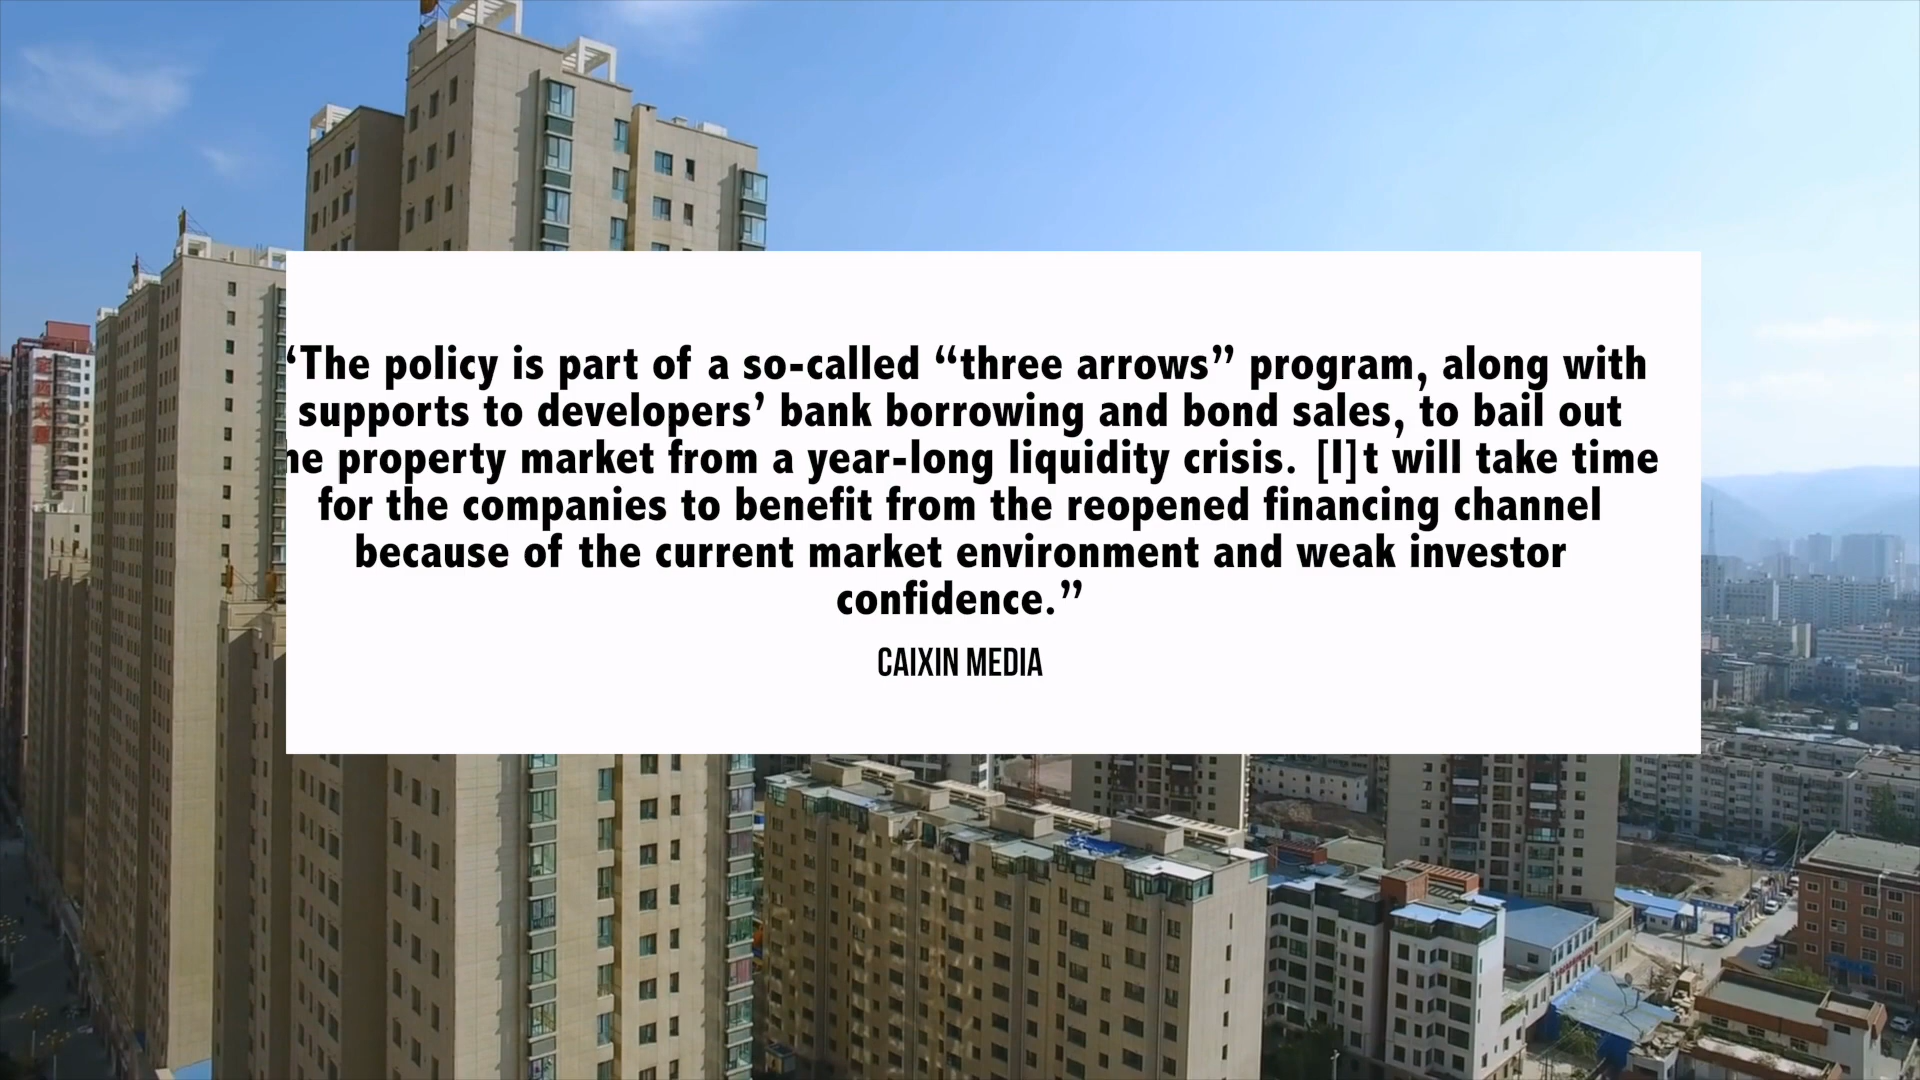 “The policy is part of a so-called “three arrows” program, along with
supports to developers’ bank borrowing and bond sales, to bail out
he property market from a year-long liquidity crisis. [I]t will take time
for the companies to benefit from the reopened financing channel
because of the current market environment and weak investor
confidence.”
CAIXIN MEDIA